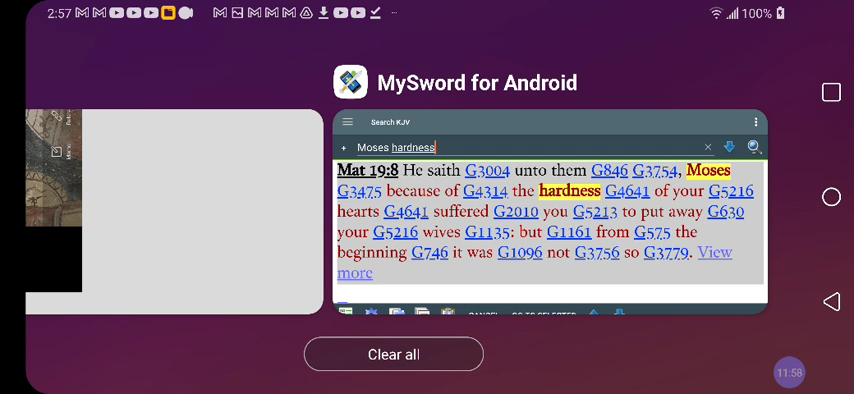 2:57
100%
MySword for Android
Search KJV
+ Moses hardness
Mat 19:8 He saith G3004 unto them G846 G3754, Moses
G3475 because of G4314 the hardness G4641 of your G5216
hearts G4641 suffered G2010 you G5213 to put away G630
your G5216 wives G1135: but G1161 from G575 the
beginning G746 it was G1096 not G3756 so G3779. View
more
Clear all
11:58